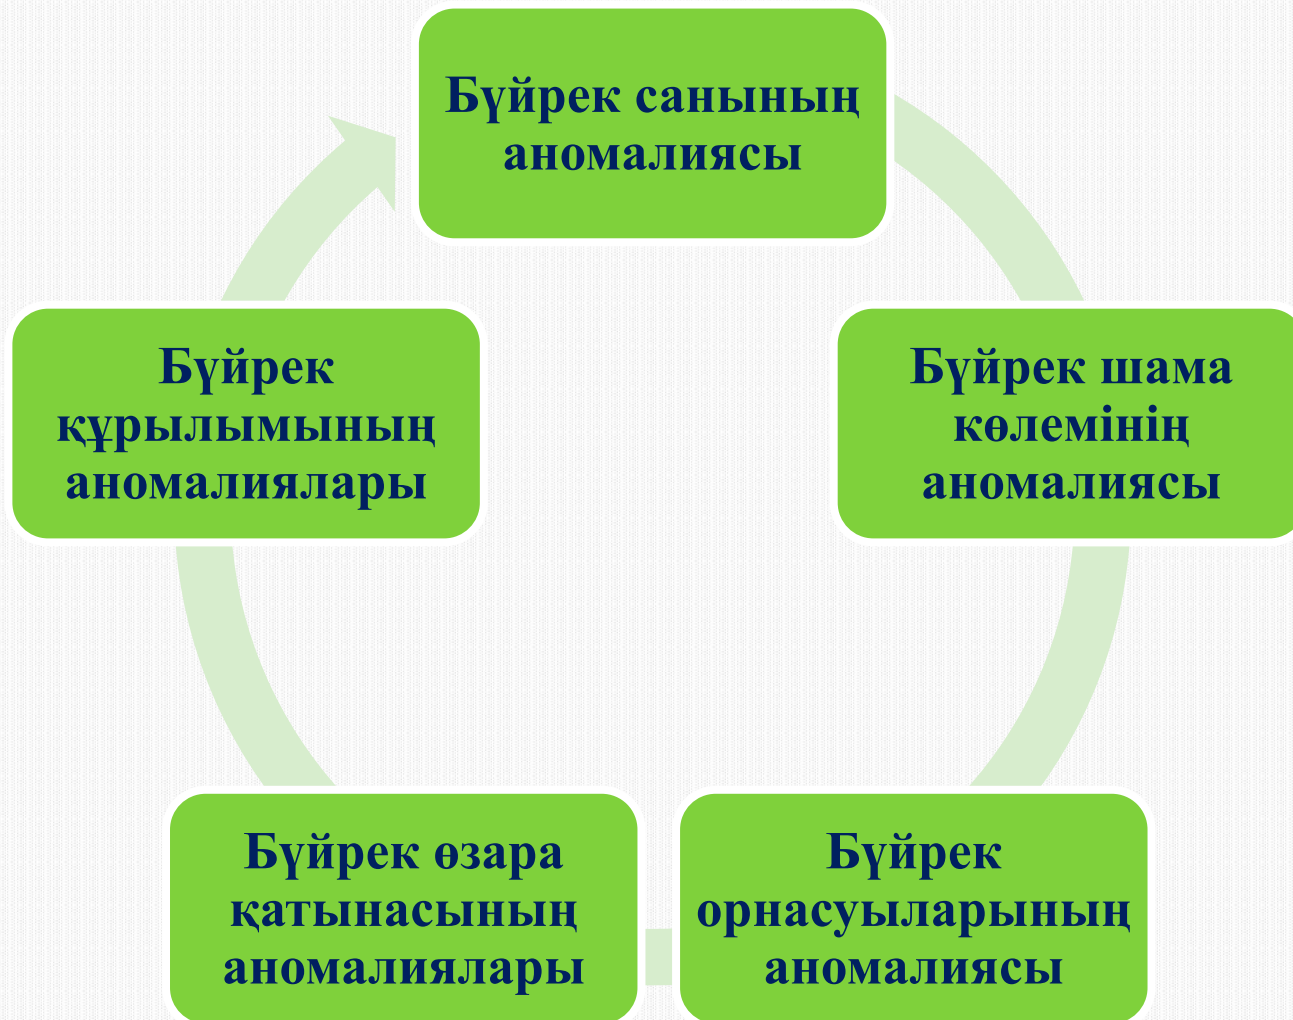 Бүйрек санының
аномалиясы
Бүйрек шама
көлемінің
аномалиясы
Бүйрек
орнасуыларының
аномалиясы
Бүйрек өзара
қатынасының
аномалиялары
Бүйрек
құрылымының
аномалиялары